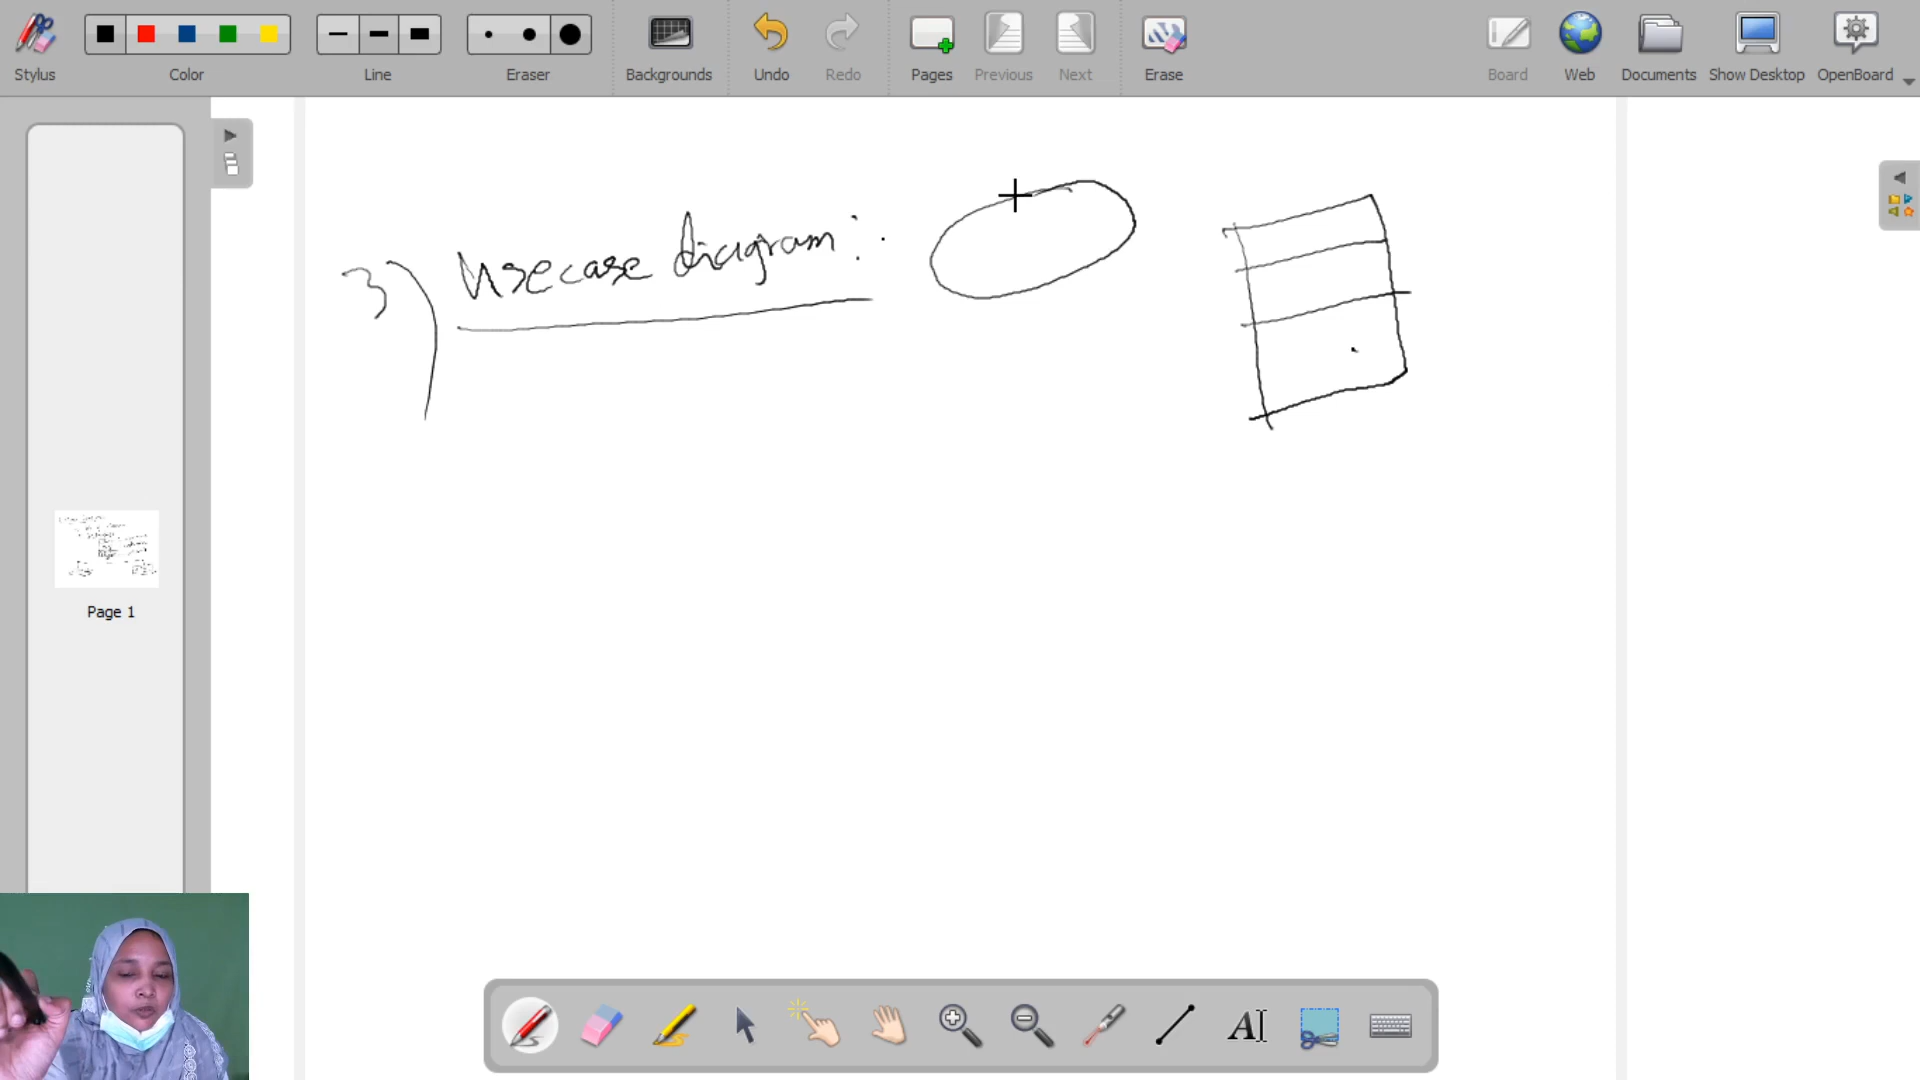 Stylus
Color
Line
Eraser
Backgrounds
Undo
Redo
Pages
Previous
Next
Erase
Board
Web
Documents
Show Desktop
OpenBoard
3) Usecase diagram:
Page 1
A